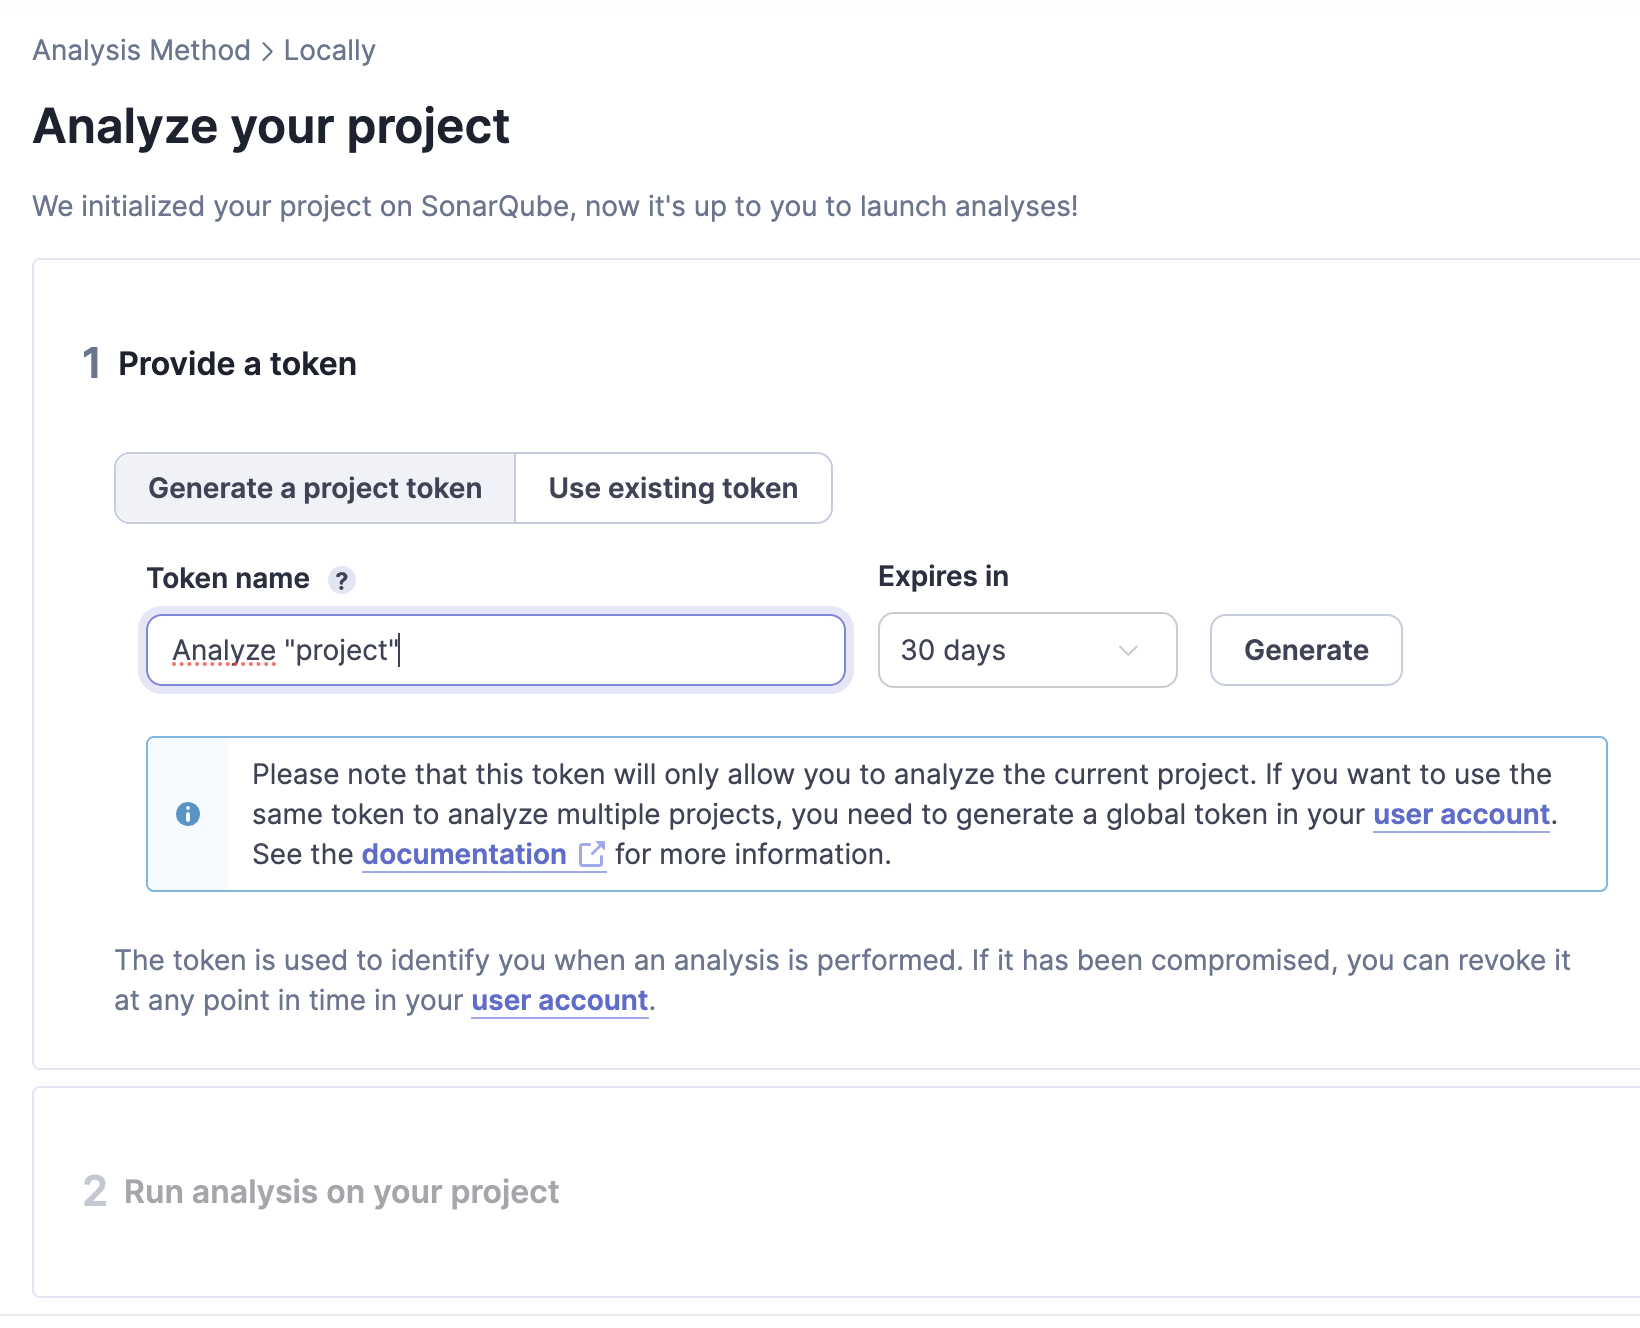 Analysis Method > Locally
Analyze your project
We initialized your project on SonarQube, now it's up to you to launch analyses!
1 Provide a token
Generate a project token Use existing token
Token name ? Expires in
Analyze "project" 30 days Generate
Please note that this token will only allow you to analyze the current project. If you want to use the
same token to analyze multiple projects, you need to generate a global token in your user account.
See the documentation for more information.
The token is used to identify you when an analysis is performed. If it has been compromised, you can revoke it
at any point in time in your user account.
2 Run analysis on your project